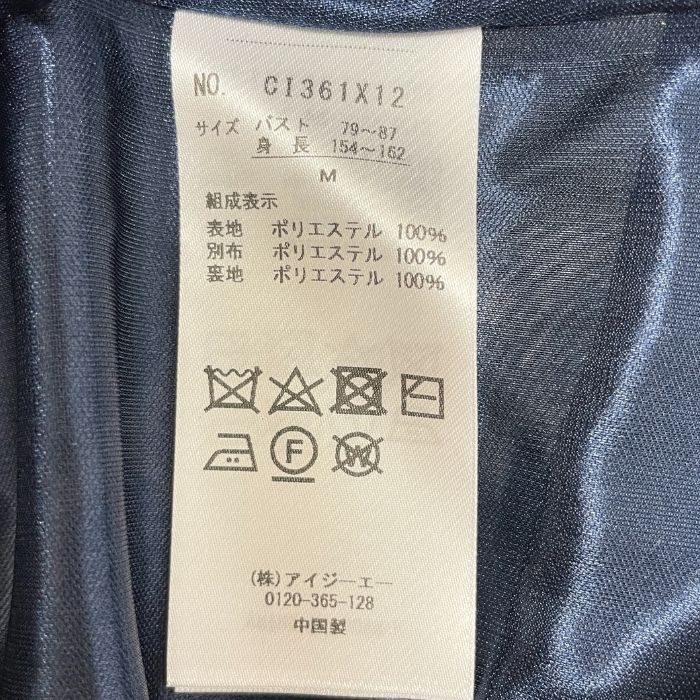 NO. CI361X12
サイズ バスト 79~87
身長 154~162
M
組成表示
表地 ポリエステル 100%
別布 ポリエステル 100%
裏地 ポリエステル 100%
F W
(株)アイジーエー
0120-365-128
中国製